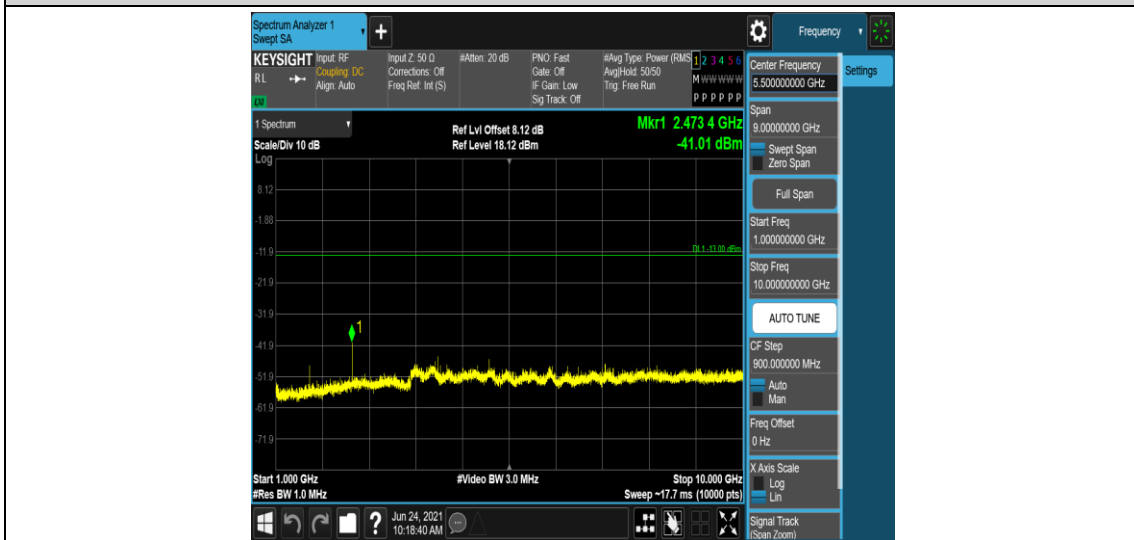 Spectrum Analyzer 1
Swept SA
Frequency
KEYSIGHT
RL
Input: RF
Coupling: DC
Align: Auto
Input Z: 50 Ω
Corrections: Off
Freq Ref: Int (S)
#Atten: 20 dB
PNO: Fast
Gate: Off
IF Gain: Low
Sig Track: Off
#Avg Type: Power (RMS
Avg|Hold: 50/50
Trig: Free Run
1 2 3 4 5 6
M W W W W W
P P P P P P
1 Spectrum
Scale/Div 10 dB
Ref Lvl Offset 8.12 dB
Ref Level 18.12 dBm
Mkr1 2.473 4 GHz
-41.01 dBm
Log
8.12
-1.88
-11.9
DL1 -13.00 dBm
-21.9
-31.9
1
-41.9
-51.9
-61.9
-71.9
Start 1.000 GHz
#Res BW 1.0 MHz
#Video BW 3.0 MHz
Stop 10.000 GHz
Sweep ~17.7 ms (10000 pts)
Jun 24, 2021
10:18:40 AM
Settings
Center Frequency
5.500000000 GHz
Span
9.00000000 GHz
Swept Span
Zero Span
Full Span
Start Freq
1.000000000 GHz
Stop Freq
10.000000000 GHz
AUTO TUNE
CF Step
900.000000 MHz
Auto
Man
Freq Offset
0 Hz
X Axis Scale
Log
Lin
Signal Track
(Span Zoom)